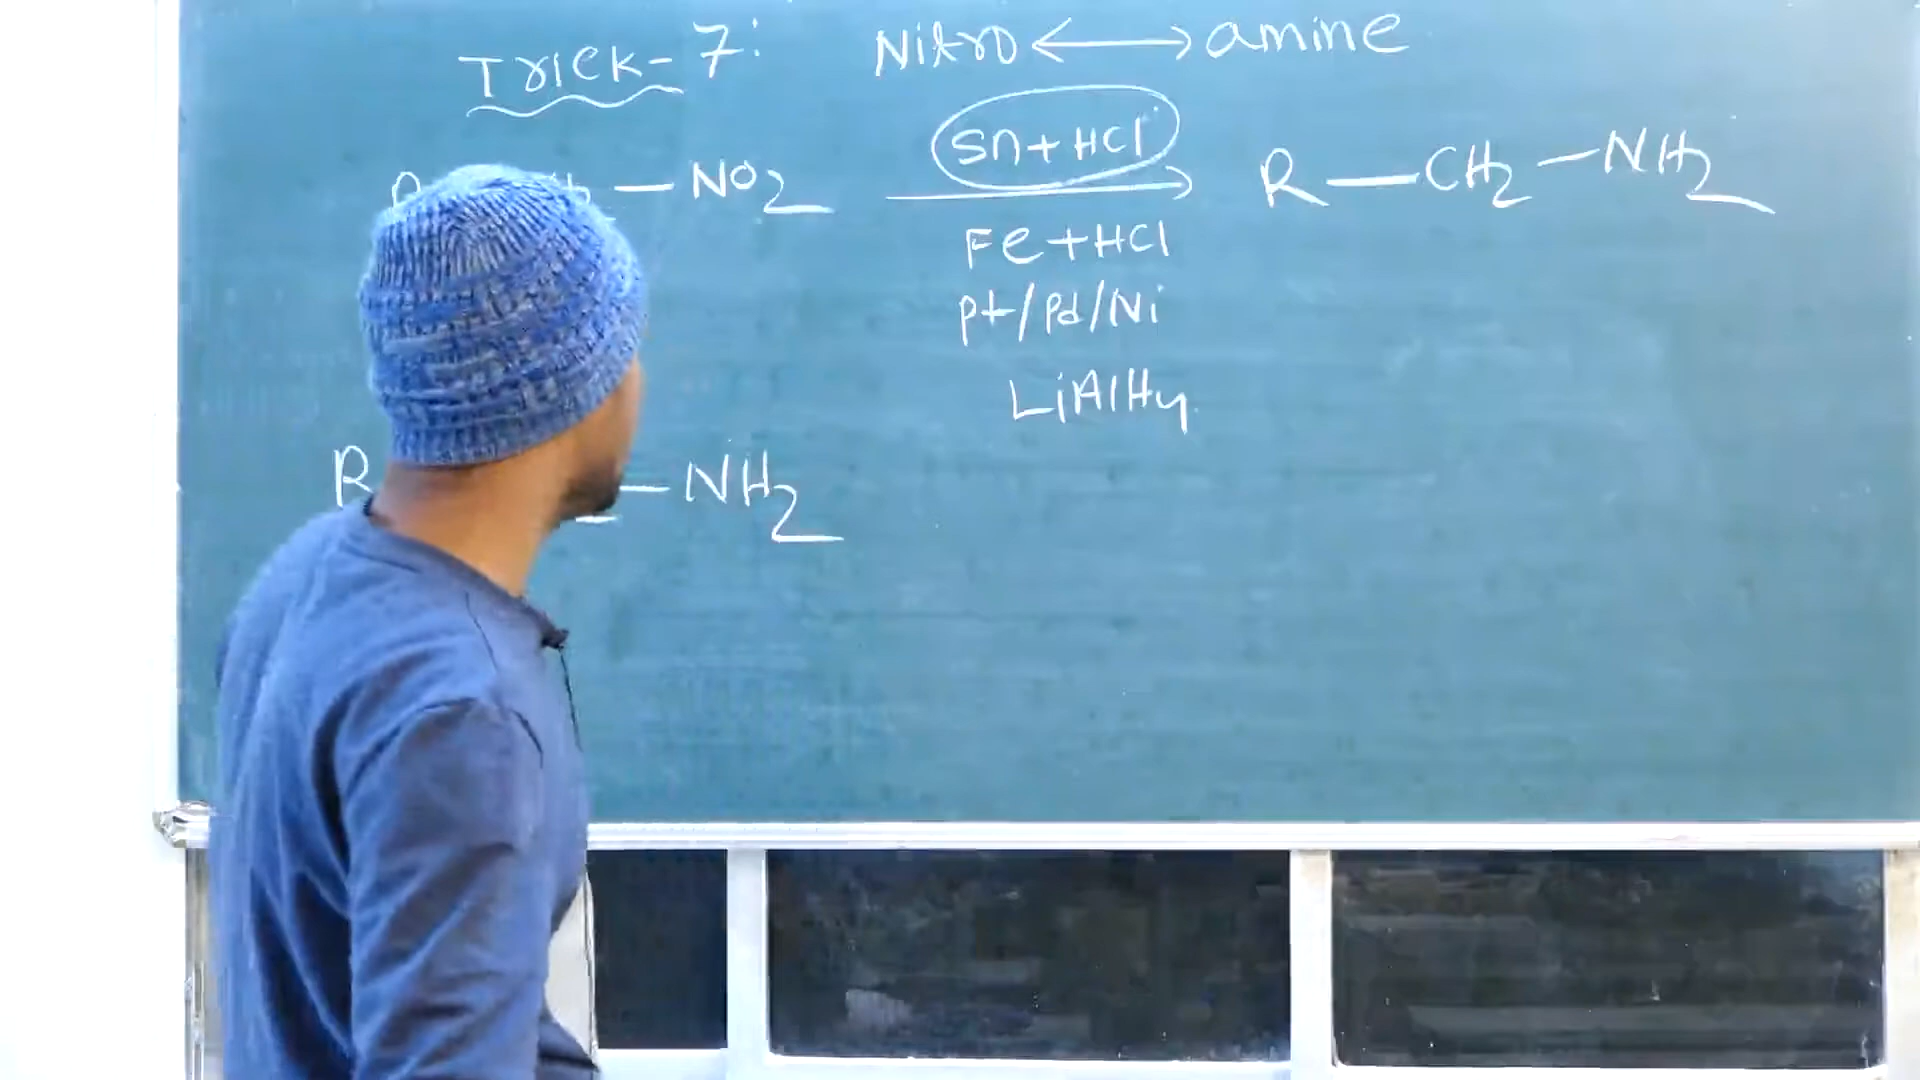 Trick-7: Nitro ⟷ amine
Sn+HCl
— NO2 → R — CH2 — NH2
Fe+HCl
Pt/Pd/Ni
LiAlH4
R — NH2